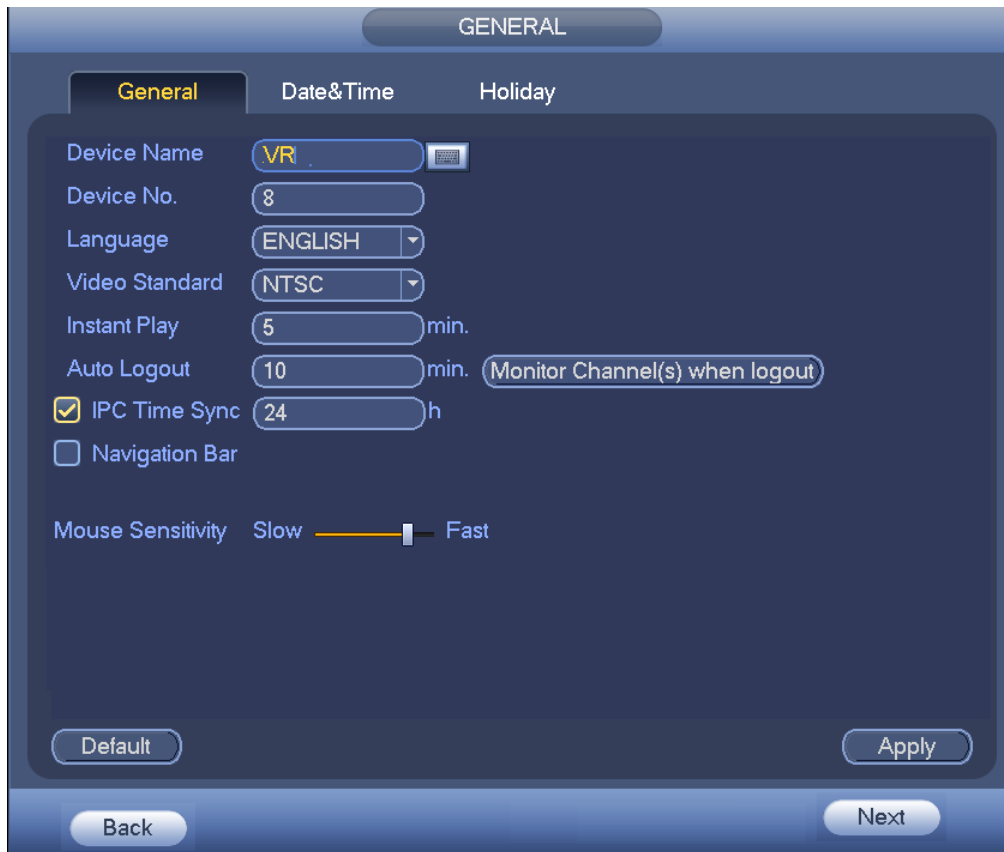 GENERAL
General Date&Time Holiday
Device Name VR
Device No. 8
Language ENGLISH
Video Standard NTSC
Instant Play 5 min.
Auto Logout 10 min. Monitor Channel(s) when logout
IPC Time Sync 24 h
Navigation Bar
Mouse Sensitivity Slow Fast
Default Apply
Back Next